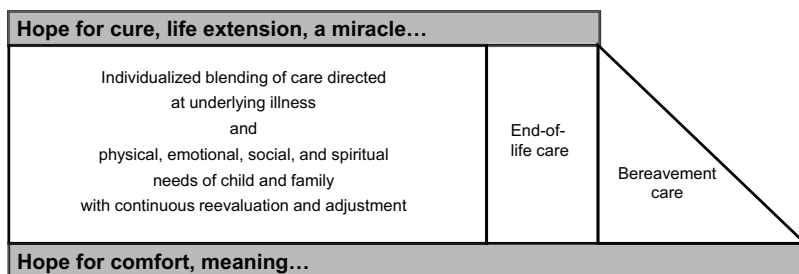 Hope for cure, life extension, a miracle…
Individualized blending of care directed
at underlying illness
and
physical, emotional, social, and spiritual
needs of child and family
with continuous reevaluation and adjustment
End-of-
life care
Bereavement
care
Hope for comfort, meaning…